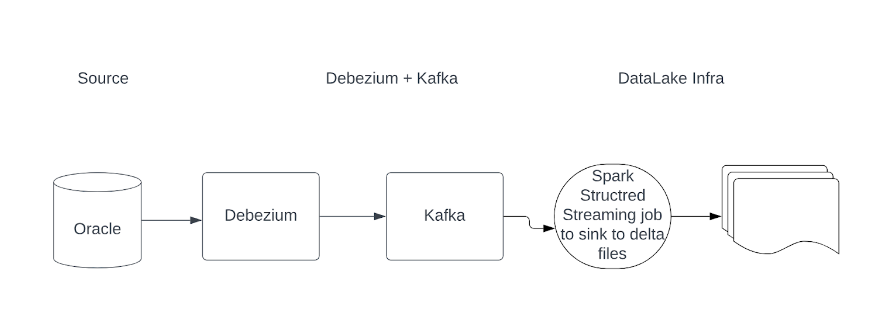 Source
Debezium + Kafka
DataLake Infra
Oracle
Debezium
Kafka
Spark
Structred
Streaming job
to sink to delta
files